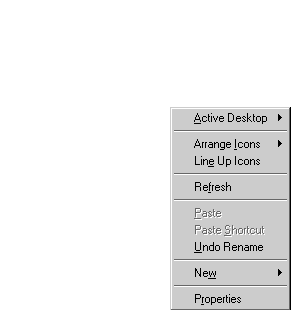 Active Desktop
Arrange Icons
Line Up Icons
Refresh
Paste
Paste Shortcut
Undo Rename
New
Properties